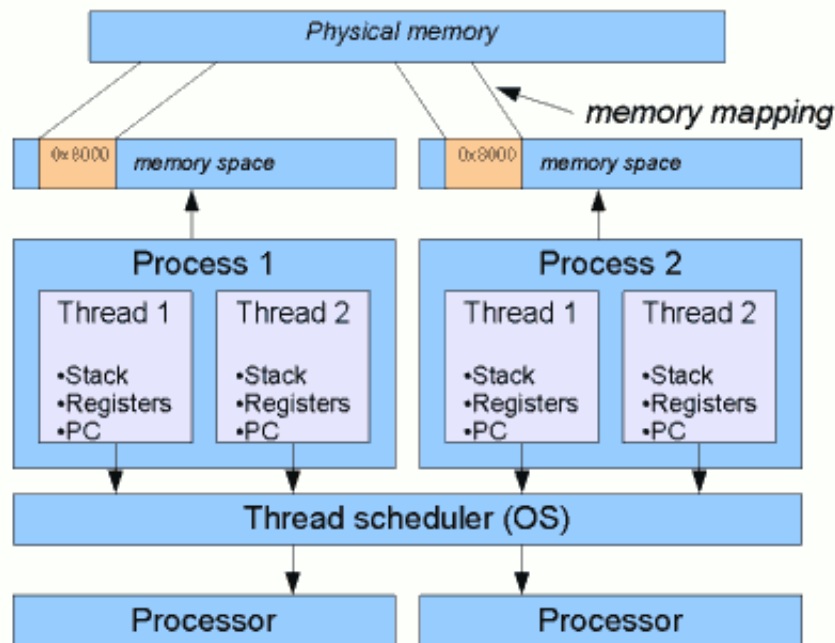 Physical memory
memory mapping
0x8000
memory space
0x8000
memory space
Process 1
Process 2
Thread 1
Thread 2
Thread 1
Thread 2
•Stack
•Stack
•Stack
•Stack
•Registers
•Registers
•Registers
•Registers
•PC
•PC
•PC
•PC
Thread scheduler (OS)
Processor
Processor